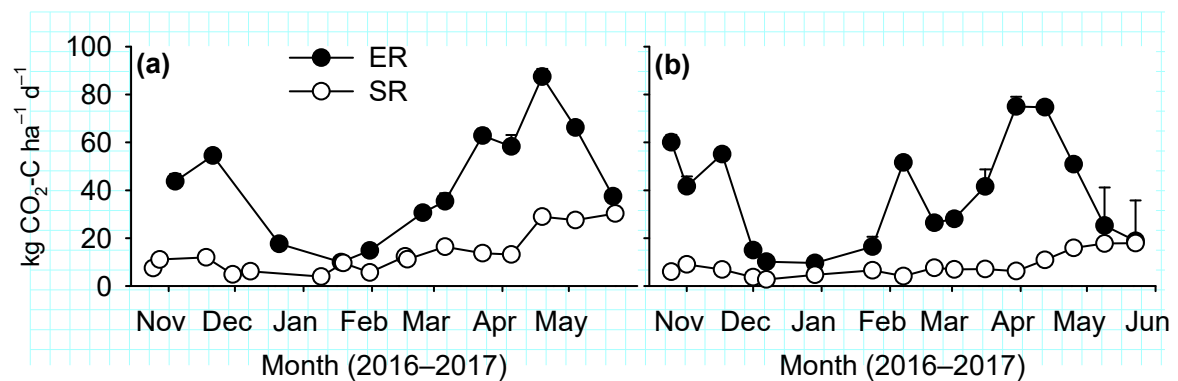 kg CO₂-C ha⁻¹ d⁻¹
100
80
60
40
20
0
(a)
ER
SR
(b)
Nov Dec Jan Feb Mar Apr May
Nov Dec Jan Feb Mar Apr May Jun
Month (2016–2017)
Month (2016–2017)